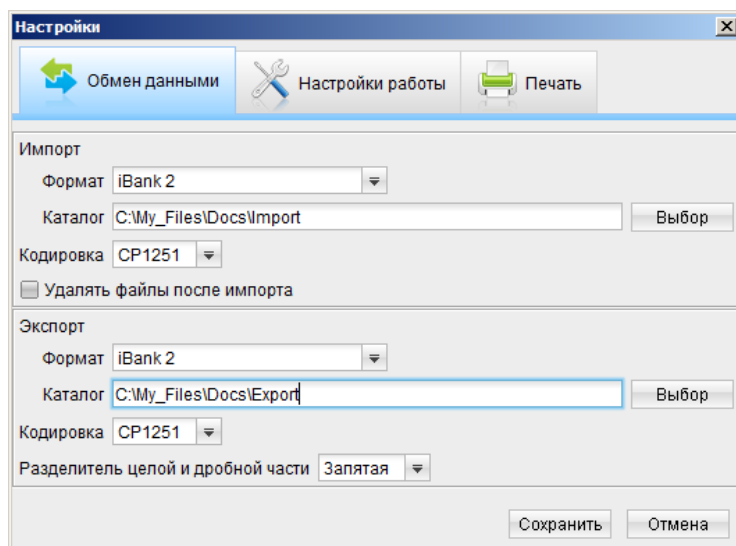 Настройки
Обмен данными Настройки работы Печать
Импорт
Формат iBank 2
Каталог C:\My_Files\Docs\Import Выбор
Кодировка CP1251
Удалять файлы после импорта
Экспорт
Формат iBank 2
Каталог C:\My_Files\Docs\Export Выбор
Кодировка CP1251
Разделитель целой и дробной части Запятая
Сохранить Отмена